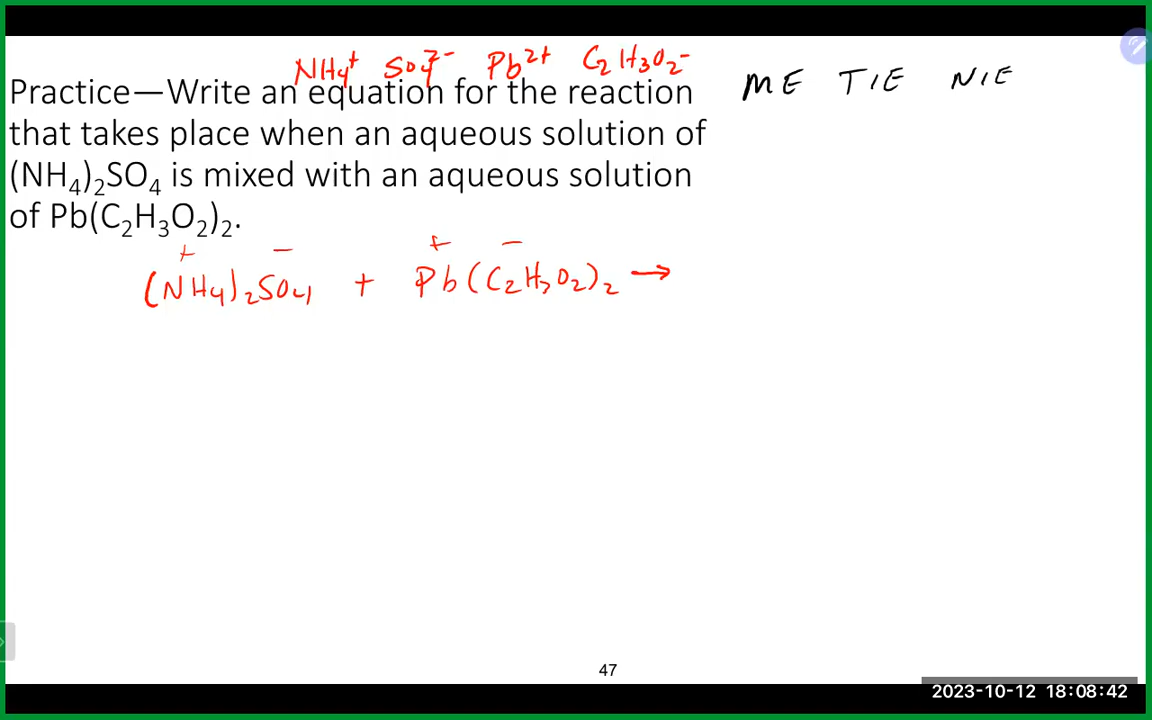 NH4+ SO42- Pb2+ C2H3O2-
Practice—Write an equation for the reaction
ME TIE NIE
that takes place when an aqueous solution of
(NH4)2SO4 is mixed with an aqueous solution
of Pb(C2H3O2)2.
+ - + -
(NH4)2SO4 + Pb(C2H3O2)2 →
47
2023-10-12 18:08:42